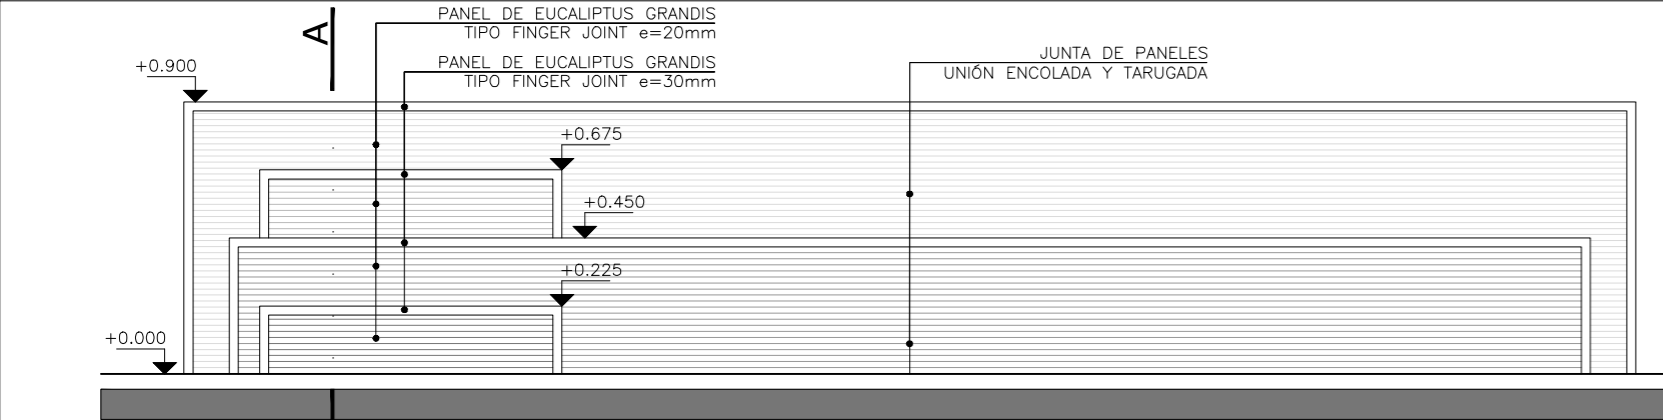 A
PANEL DE EUCALIPTUS GRANDIS
TIPO FINGER JOINT e=20mm
PANEL DE EUCALIPTUS GRANDIS
TIPO FINGER JOINT e=30mm
JUNTA DE PANELES
UNIÓN ENCOLADA Y TARUGADA
+0.900
+0.675
+0.450
+0.225
+0.000